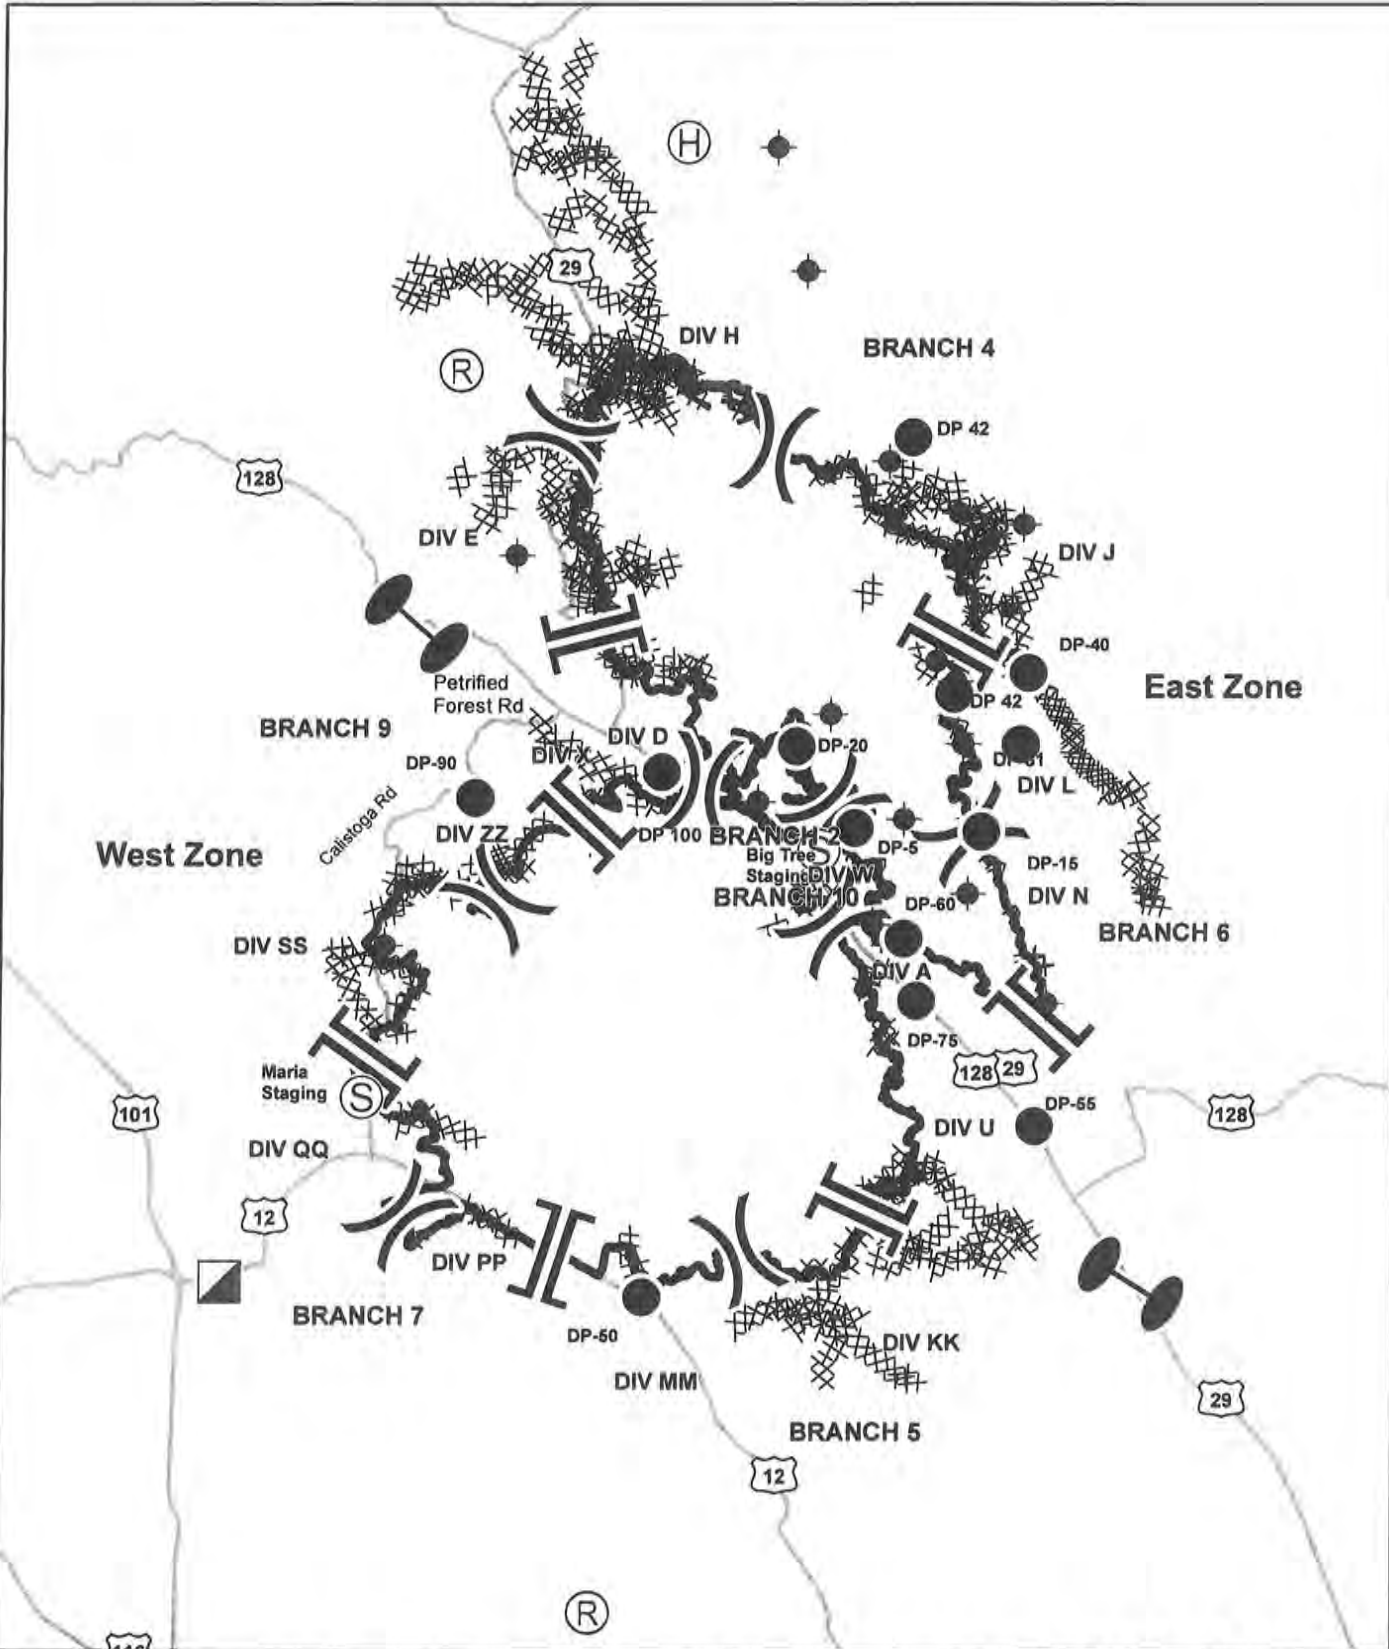 H
29
DIV H
BRANCH 4
R
DP 42
128
DIV E
DIV J
DP-40
East Zone
Petrified
Forest Rd
DP 42
BRANCH 9
DIV D
DP-20
DIV
DP-90
DIV L
Calistoga Rd
DIV ZZ
DP 100
BRANCH 2
DP-5
West Zone
Big Tree
Staging
S
DIV W
DP-15
BRANCH 10
DP-60
DIV N
BRANCH 6
DIV SS
DIV A
DP-75
Maria
Staging
S
128
29
101
DP-55
128
DIV U
DIV QQ
12
DIV PP
BRANCH 7
DP-50
DIV KK
DIV MM
29
BRANCH 5
12
R